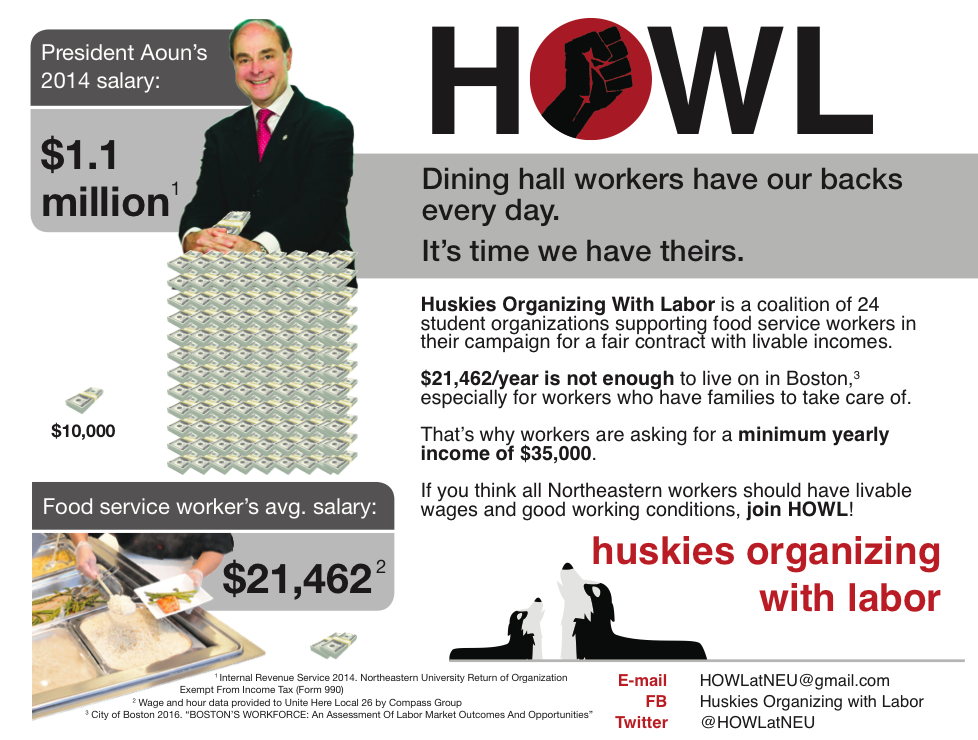 President Aoun's
2014 salary:
$1.1
million1
$10,000
Food service worker's avg. salary:
$21,4622
HOWL
Dining hall workers have our backs
every day.
It's time we have theirs.
Huskies Organizing With Labor is a coalition of 24
student organizations supporting food service workers in
their campaign for a fair contract with livable incomes.
$21,462/year is not enough to live on in Boston,3
especially for workers who have families to take care of.
That's why workers are asking for a minimum yearly
income of $35,000.
If you think all Northeastern workers should have livable
wages and good working conditions, join HOWL!
huskies organizing
with labor
1 Internal Revenue Service 2014. Northeastern University Return of Organization
Exempt From Income Tax (Form 990)
2 Wage and hour data provided to Unite Here Local 26 by Compass Group
3 City of Boston 2016. "BOSTON'S WORKFORCE: An Assessment Of Labor Market Outcomes And Opportunities"
E-mail HOWLatNEU@gmail.com
FB Huskies Organizing with Labor
Twitter @HOWLatNEU